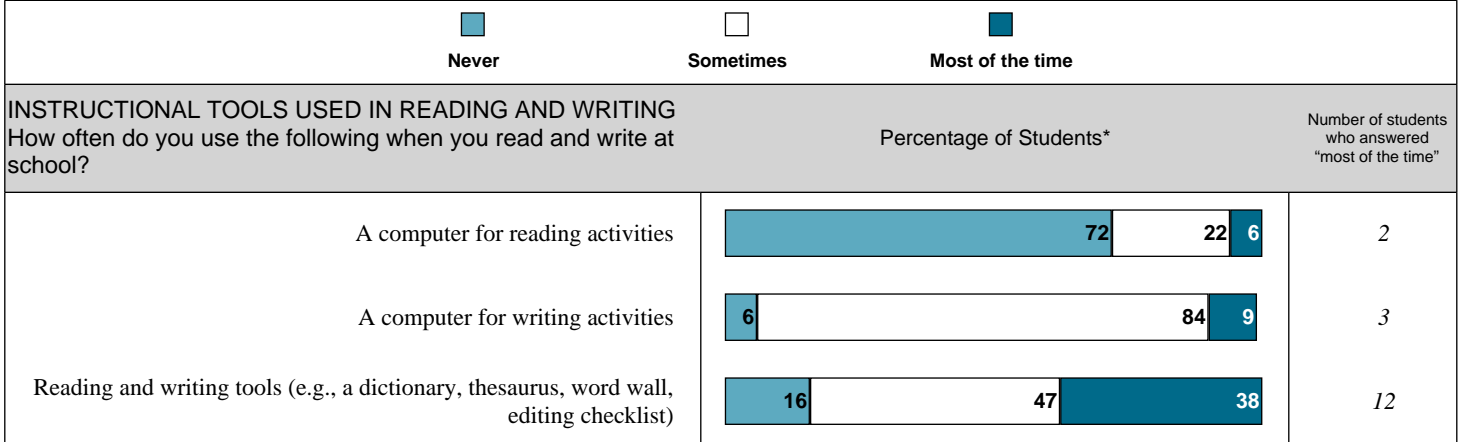 Never Sometimes Most of the time
INSTRUCTIONAL TOOLS USED IN READING AND WRITING
How often do you use the following when you read and write at
school?
Percentage of Students*
Number of students
who answered
“most of the time”
A computer for reading activities 72 22 6 2
A computer for writing activities 6 84 9 3
Reading and writing tools (e.g., a dictionary, thesaurus, word wall,
editing checklist) 16 47 38 12